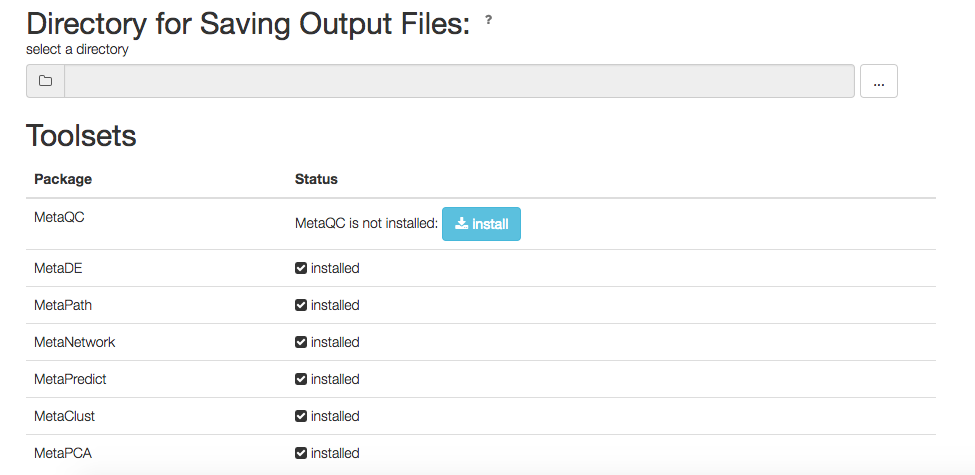 Directory for Saving Output Files: ?
select a directory
...
Toolsets
Package Status
MetaQC MetaQC is not installed: install
MetaDE installed
MetaPath installed
MetaNetwork installed
MetaPredict installed
MetaClust installed
MetaPCA installed